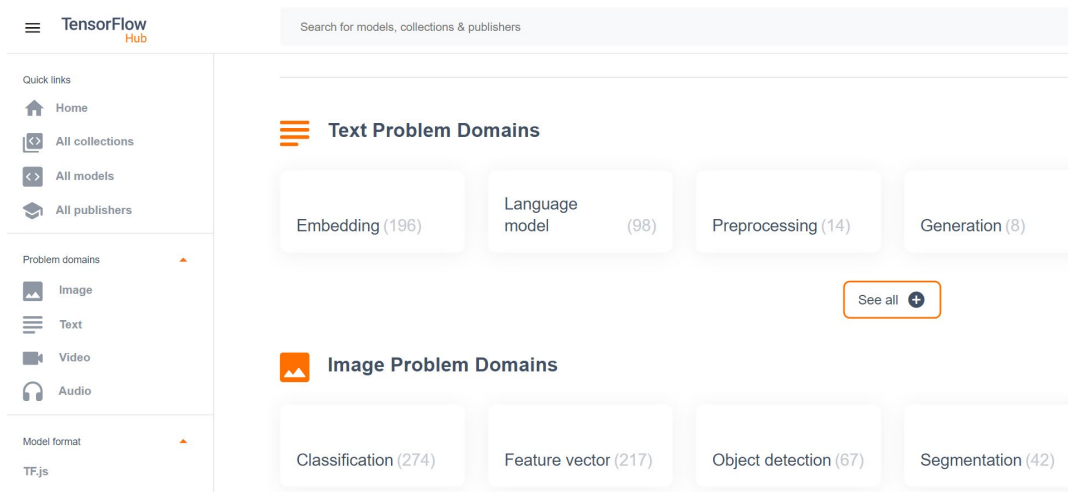 TensorFlow
Hub
Search for models, collections & publishers
Quick links
Home
All collections
All models
All publishers
Problem domains
Image
Text
Video
Audio
Model format
TF.js
Text Problem Domains
Embedding (196)
Language
model (98)
Preprocessing (14)
Generation (8)
See all
Image Problem Domains
Classification (274)
Feature vector (217)
Object detection (67)
Segmentation (42)